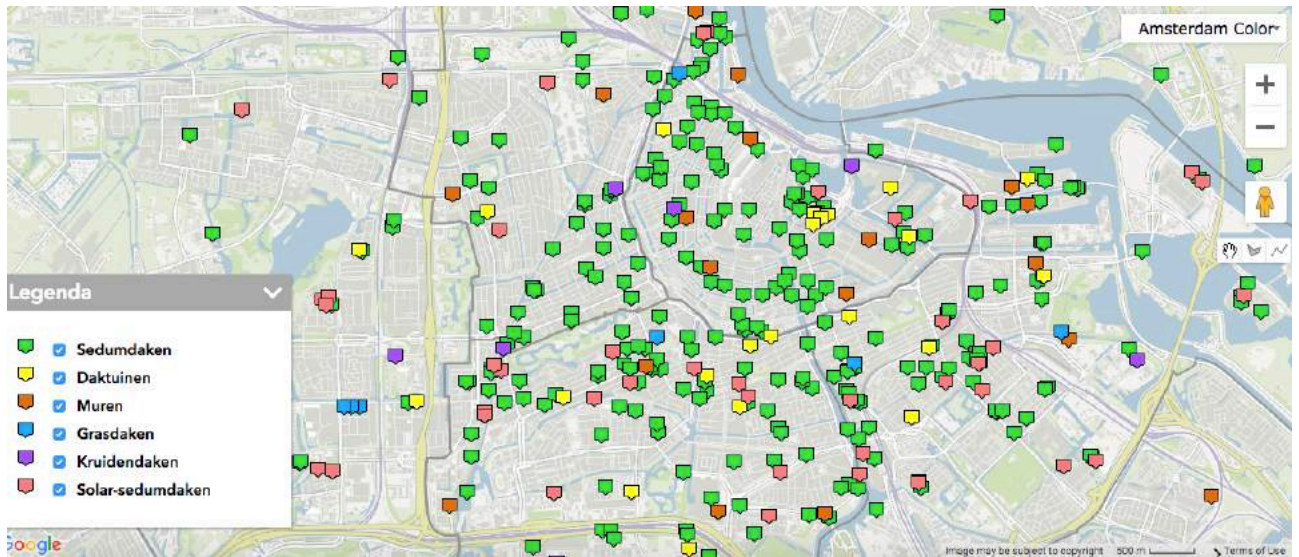 Amsterdam Color
+
−
Legenda
Sedumdaken
Daktuinen
Muren
Grasdaken
Kruidendaken
Solar-sedumdaken
Google
Image may be subject to copyright 500 m Terms of Use